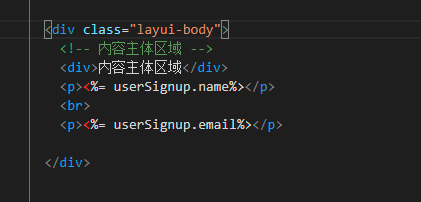 <div class="layui-body">
<!-- 内容主体区域 -->
<div>内容主体区域</div>
<p><%= userSignup.name%></p>
<br>
<p><%= userSignup.email%></p>
</div>